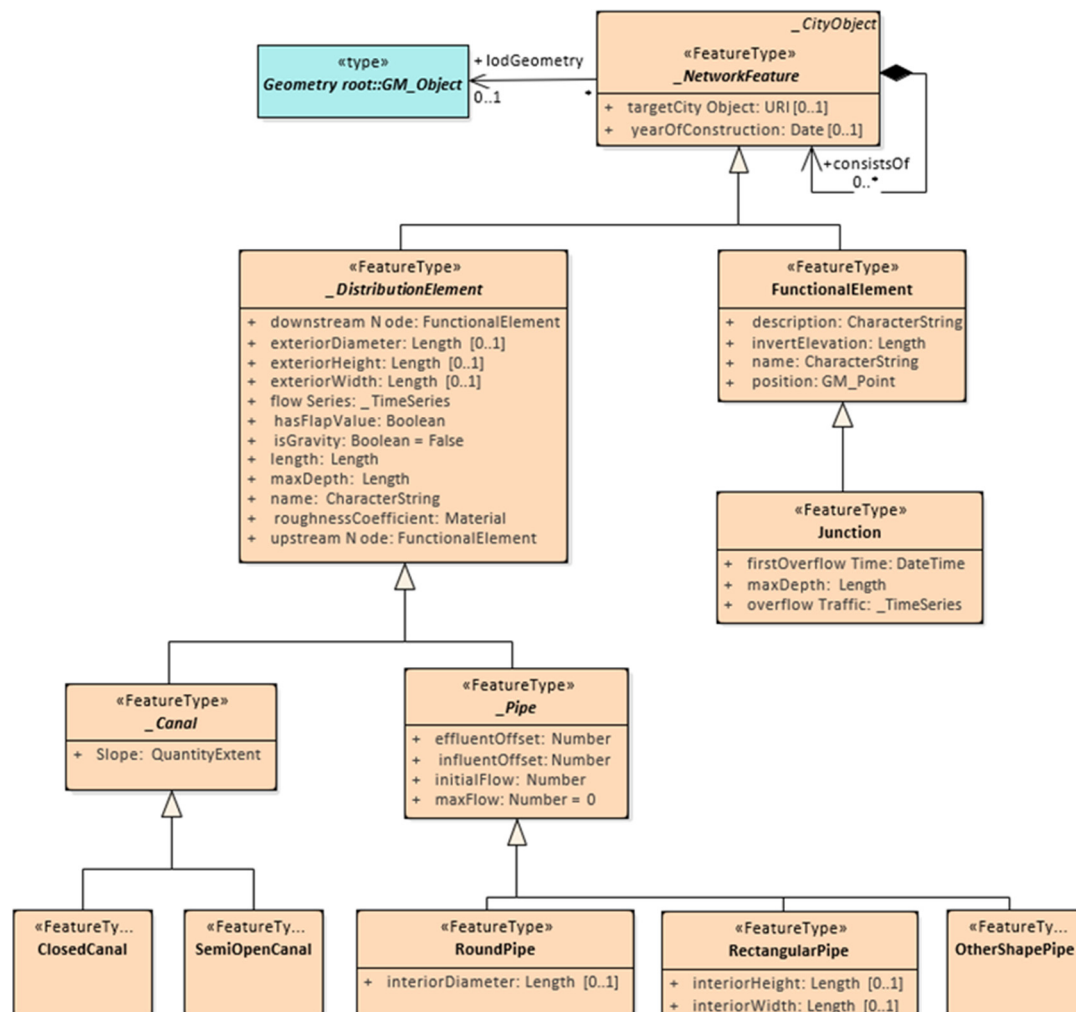 _CityObject
«FeatureType»
_NetworkFeature
+ targetCity Object: URI [0..1]
+ yearOfConstruction: Date [0..1]
«type»
Geometry root::GM_Object
+ lodGeometry
0..1
*
+consistsOf
0..*
«FeatureType»
_DistributionElement
+ downstream N ode: FunctionalElement
+ exteriorDiameter: Length [0..1]
+ exteriorHeight: Length [0..1]
+ exteriorWidth: Length [0..1]
+ flow Series: _TimeSeries
+ hasFlapValue: Boolean
+ isGravity: Boolean = False
+ length: Length
+ maxDepth: Length
+ name: CharacterString
+ roughnessCoefficient: Material
+ upstream N ode: FunctionalElement
«FeatureType»
FunctionalElement
+ description: CharacterString
+ invertElevation: Length
+ name: CharacterString
+ position: GM_Point
«FeatureType»
Junction
+ firstOverflow Time: DateTime
+ maxDepth: Length
+ overflow Traffic: _TimeSeries
«FeatureType»
_Canal
+ Slope: QuantityExtent
«FeatureType»
_Pipe
+ effluentOffset: Number
+ influentOffset: Number
+ initialFlow: Number
+ maxFlow: Number = 0
«FeatureTy...
ClosedCanal
«FeatureTy...
SemiOpenCanal
«FeatureType»
RoundPipe
+ interiorDiameter: Length [0..1]
«FeatureType»
RectangularPipe
+ interiorHeight: Length [0..1]
+ interiorWidth: Length [0..1]
«FeatureTy...
OtherShapePipe